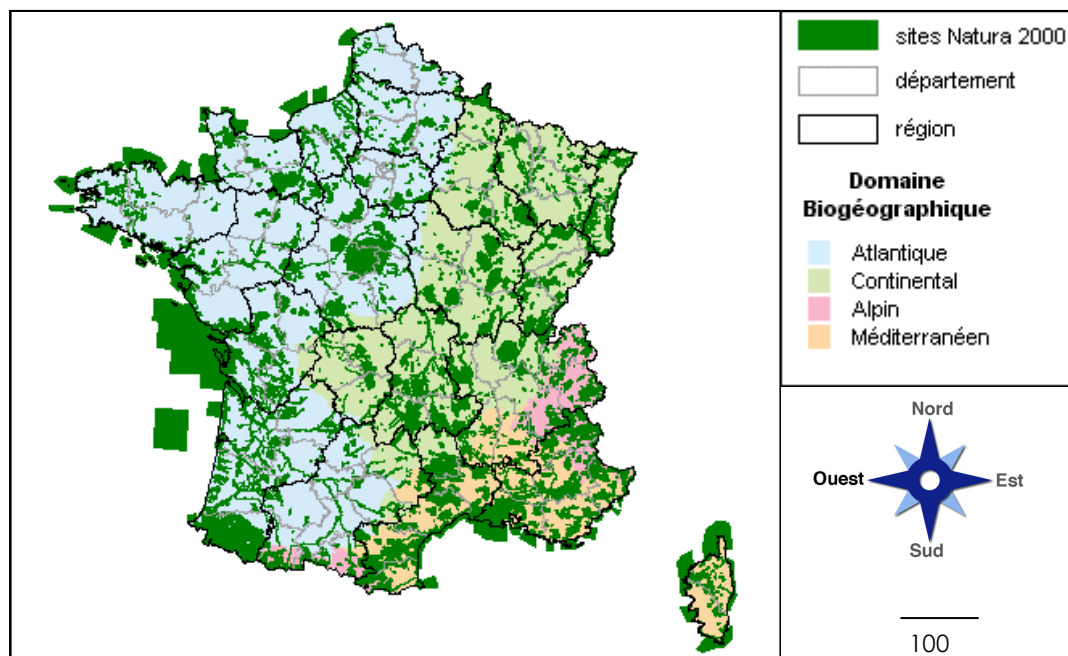 sites Natura 2000
département
région
Domaine
Biogéographique
Atlantique
Continental
Alpin
Méditerranéen
Nord
Ouest
Est
Sud
100